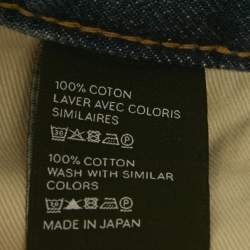 100% COTON
LAVER AVEC COLORIS
SIMILAIRES
100% COTTON
WASH WITH SIMILAR
COLORS
MADE IN JAPAN